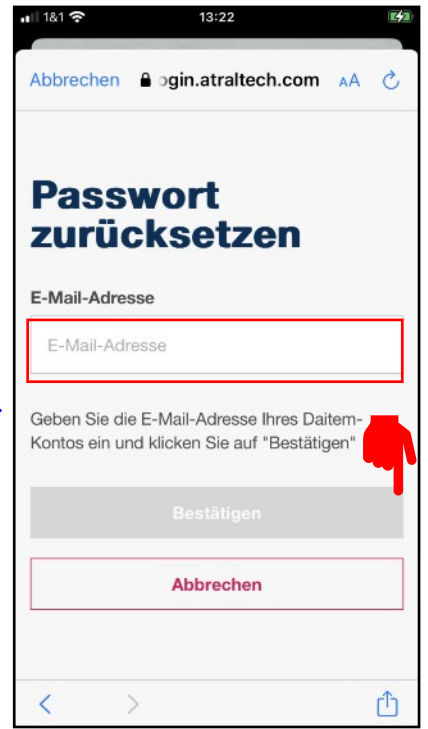 1&1 13:22
Abbrechen ogin.atraltech.com AA
Passwort
zurücksetzen
E-Mail-Adresse
E-Mail-Adresse
Geben Sie die E-Mail-Adresse Ihres Daitem-
Kontos ein und klicken Sie auf "Bestätigen"
Bestätigen
Abbrechen